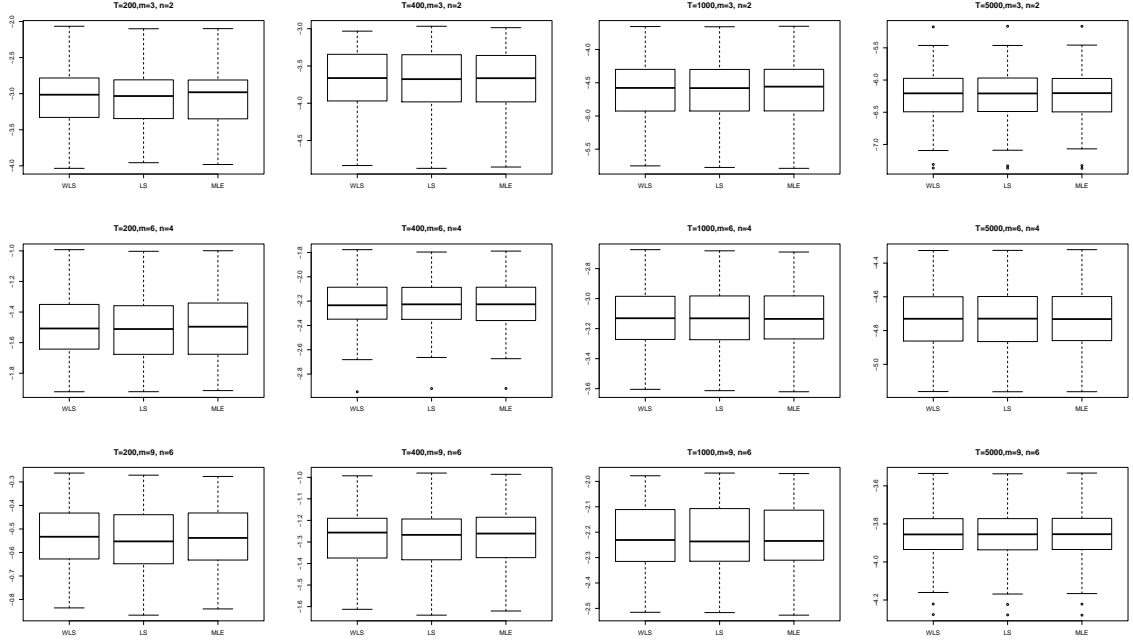 T=200,m=3, n=2
T=400,m=3, n=2
T=1000,m=3, n=2
T=5000,m=3, n=2
-2.0
-2.5
-3.0
-3.5
-4.0
WLS LS MLE
-3.0
-3.5
-4.0
-4.5
WLS LS MLE
-4.0
-4.5
-5.0
-5.5
WLS LS MLE
-5.5
-6.0
-6.5
-7.0
WLS LS MLE
T=200,m=6, n=4
T=400,m=6, n=4
T=1000,m=6, n=4
T=5000,m=6, n=4
-1.0
-1.2
-1.4
-1.6
-1.8
WLS LS MLE
-1.8
-2.0
-2.2
-2.4
-2.6
-2.8
WLS LS MLE
-2.8
-3.0
-3.2
-3.4
-3.6
WLS LS MLE
-4.4
-4.6
-4.8
-5.0
WLS LS MLE
T=200,m=9, n=6
T=400,m=9, n=6
T=1000,m=9, n=6
T=5000,m=9, n=6
-0.3
-0.4
-0.5
-0.6
-0.7
-0.8
WLS LS MLE
-1.0
-1.1
-1.2
-1.3
-1.4
-1.5
-1.6
WLS LS MLE
-2.0
-2.1
-2.2
-2.3
-2.4
-2.5
WLS LS MLE
-3.6
-3.8
-4.0
-4.2
WLS LS MLE